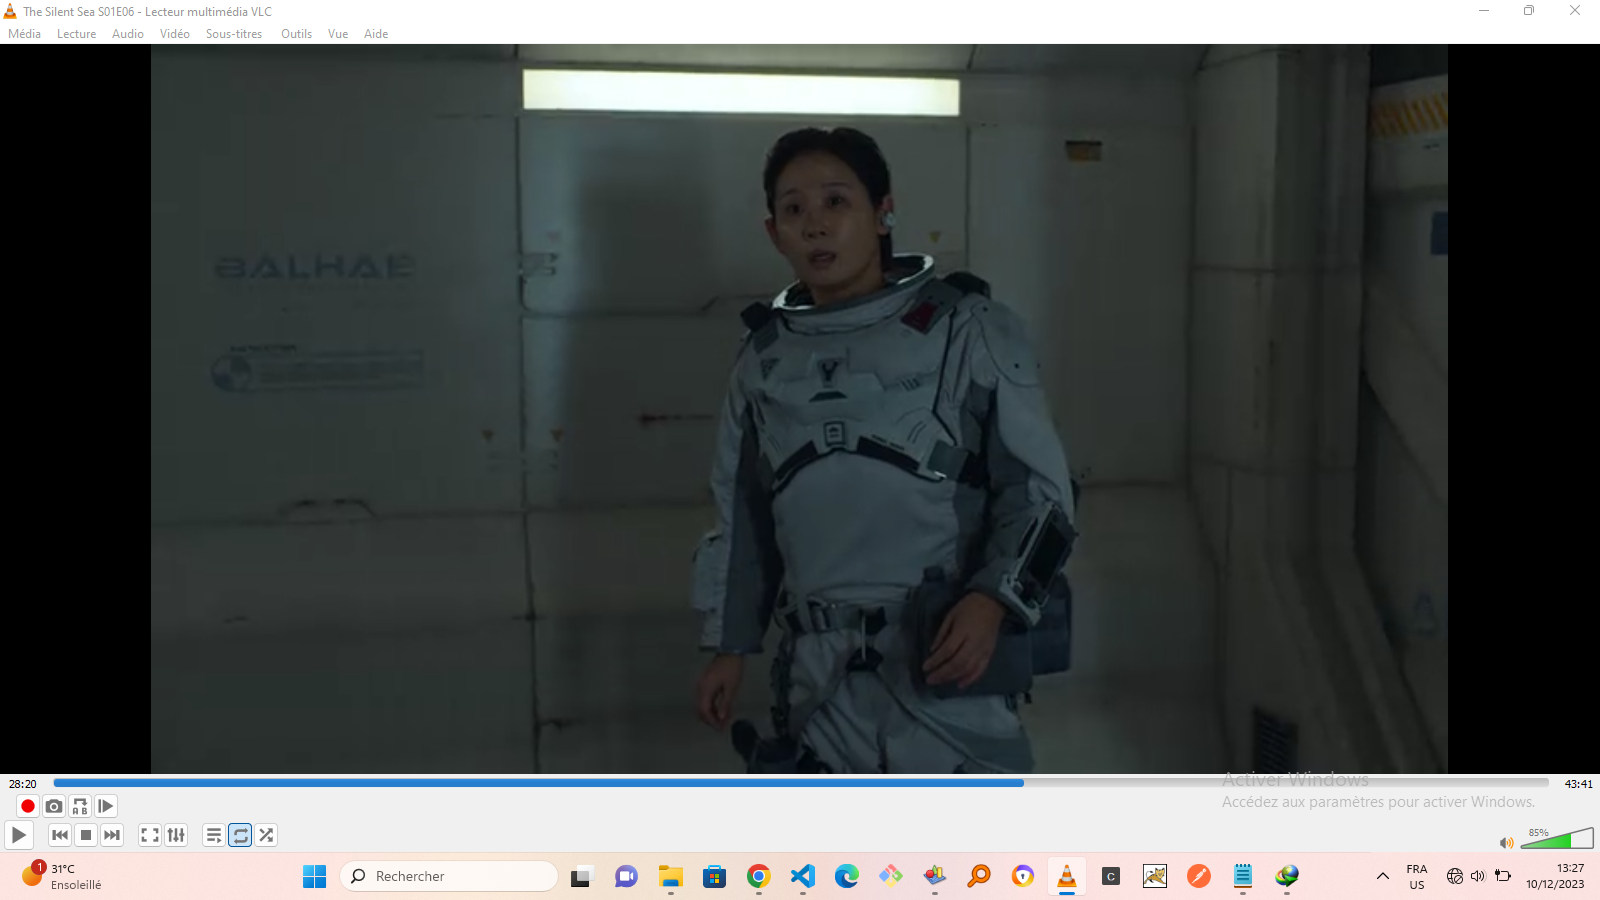 The Silent Sea S01E06 - Lecteur multimédia VLC
Média Lecture Audio Vidéo Sous-titres Outils Vue Aide
BALHAE
28:20
43:41
Activer Windows
Accédez aux paramètres pour activer Windows.
A B
85%
1
31°C
Ensoleillé
Rechercher
C
FRA
US
13:27
10/12/2023